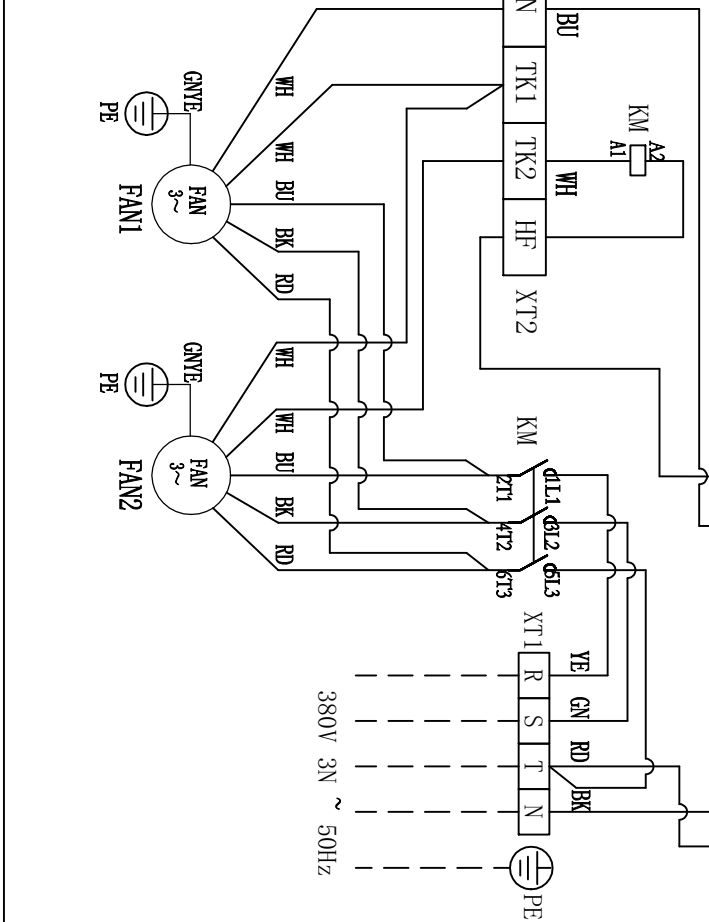 N
BU
TK1
TK2
WH
HF
XT2
KM
A1
A2
GNYE
PE
FAN
3~
FAN1
WH
WH
BU
BK
RD
GNYE
PE
FAN
3~
FAN2
WH
WH
BU
BK
RD
KM
2T1
1L1
4T2
3L2
6T3
5L3
XT1
R
S
T
N
PE
YE
GN
RD
BK
380V 3N ~ 50Hz